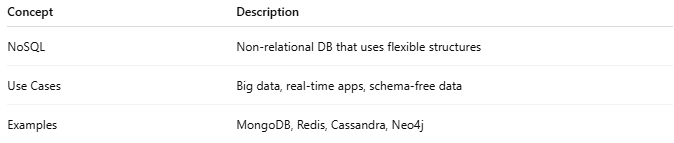 Concept Description
NoSQL Non-relational DB that uses flexible structures
Use Cases Big data, real-time apps, schema-free data
Examples MongoDB, Redis, Cassandra, Neo4j